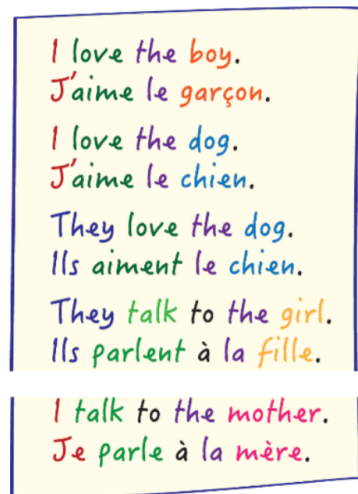 I love the boy.
J'aime le garçon.
I love the dog.
J'aime le chien.
They love the dog.
Ils aiment le chien.
They talk to the girl.
Ils parlent à la fille.
I talk to the mother.
Je parle à la mère.